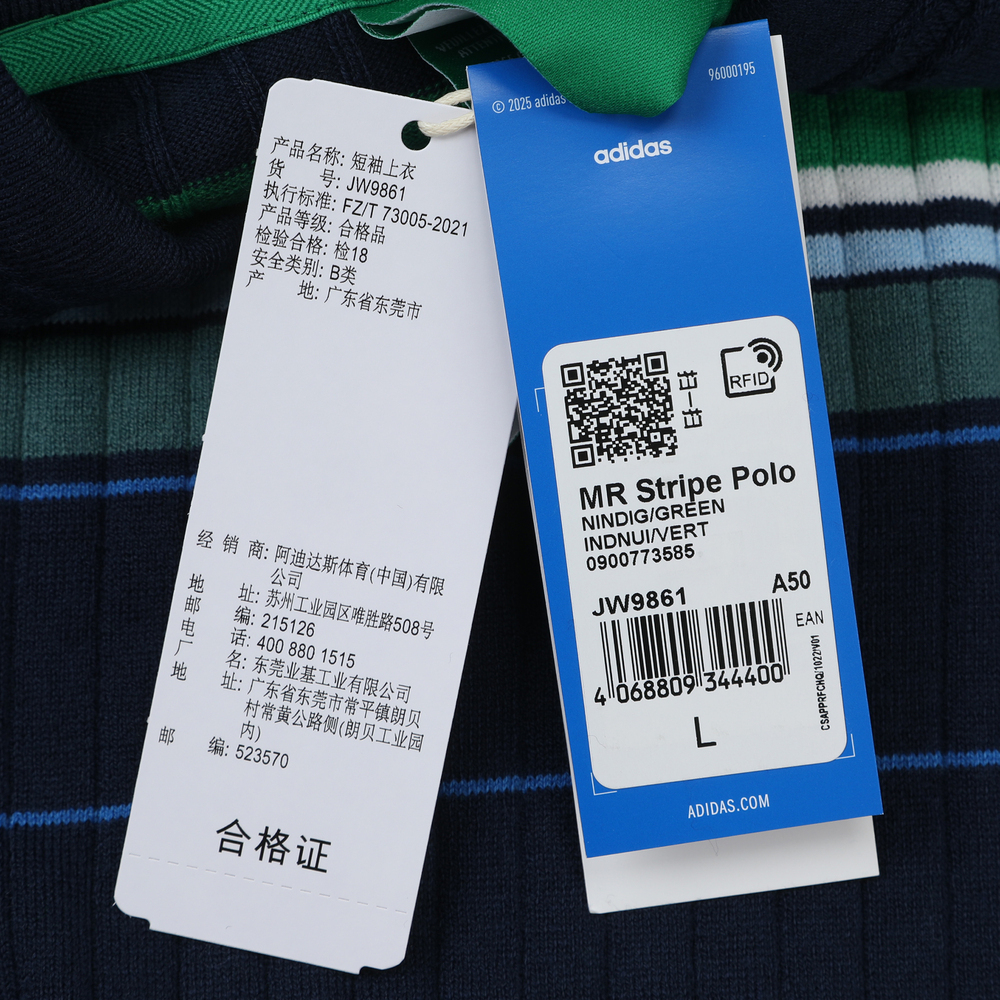 产品名称: 短袖上衣
货 号: JW9861
执行标准: FZ/T 73005-2021
产品等级: 合格品
检验合格: 检18
安全类别: B类
产 地: 广东省东莞市
经 销 商: 阿迪达斯体育(中国)有限
公司
地 址: 苏州工业园区唯胜路508号
邮 编: 215126
电 话: 400 880 1515
厂 名: 东莞业基工业有限公司
地 址: 广东省东莞市常平镇朗贝
村常黄公路侧(朗贝工业园
内)
邮 编: 523570
合格证
© 2025 adidas
96000195
adidas
RFID
MR Stripe Polo
NINDIG/GREEN
INDNUI/VERT
0900773585
JW9861 A50
EAN
4 068809 344400
CSAPPRFCHQ/1022/V01
L
ADIDAS.COM